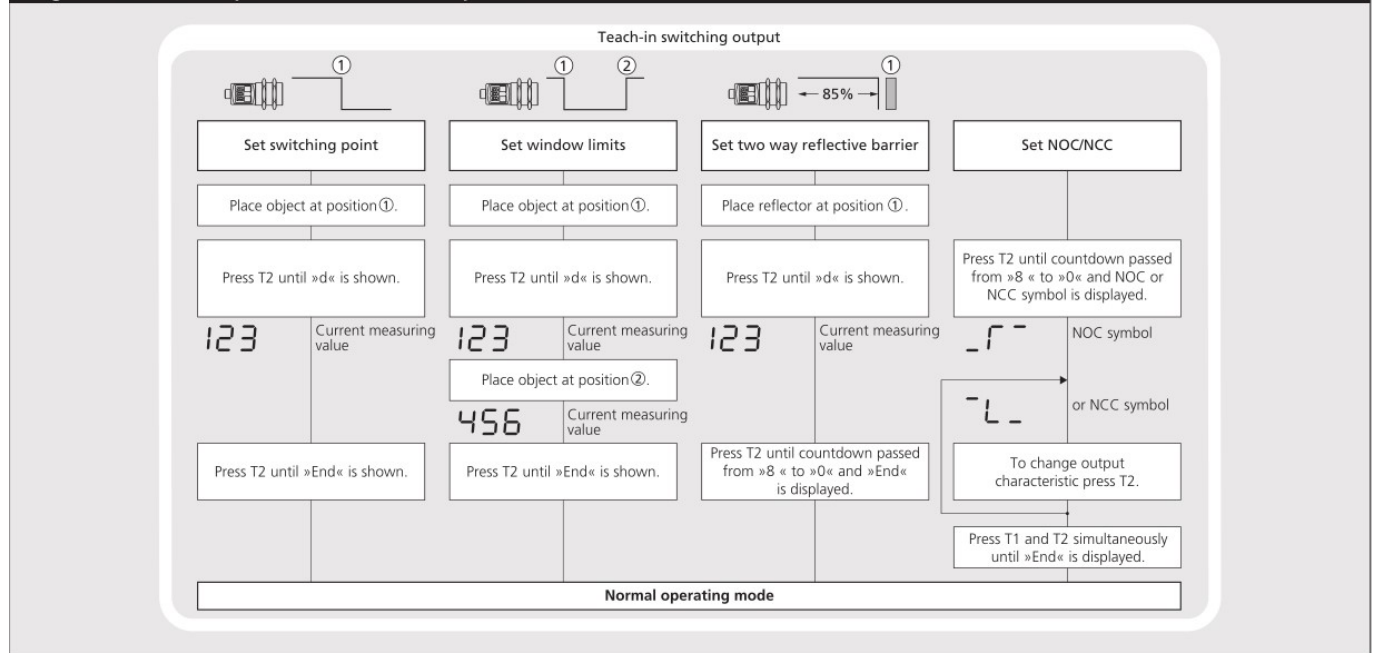 Teach-in switching output
①
① ②
①
85%
Set switching point
Set window limits
Set two way reflective barrier
Set NOC/NCC
Place object at position①.
Place object at position①.
Place reflector at position ①.
Press T2 until »d« is shown.
Press T2 until »d« is shown.
Press T2 until »d« is shown.
Press T2 until countdown passed
from »8 « to »0« and NOC or
NCC symbol is displayed.
123
Current measuring
value
123
Current measuring
value
123
Current measuring
value
NOC symbol
Place object at position②.
456
Current measuring
value
or NCC symbol
Press T2 until »End« is shown.
Press T2 until »End« is shown.
Press T2 until countdown passed
from »8 « to »0« and »End«
is displayed.
To change output
characteristic press T2.
Press T1 and T2 simultaneously
until »End« is displayed.
Normal operating mode